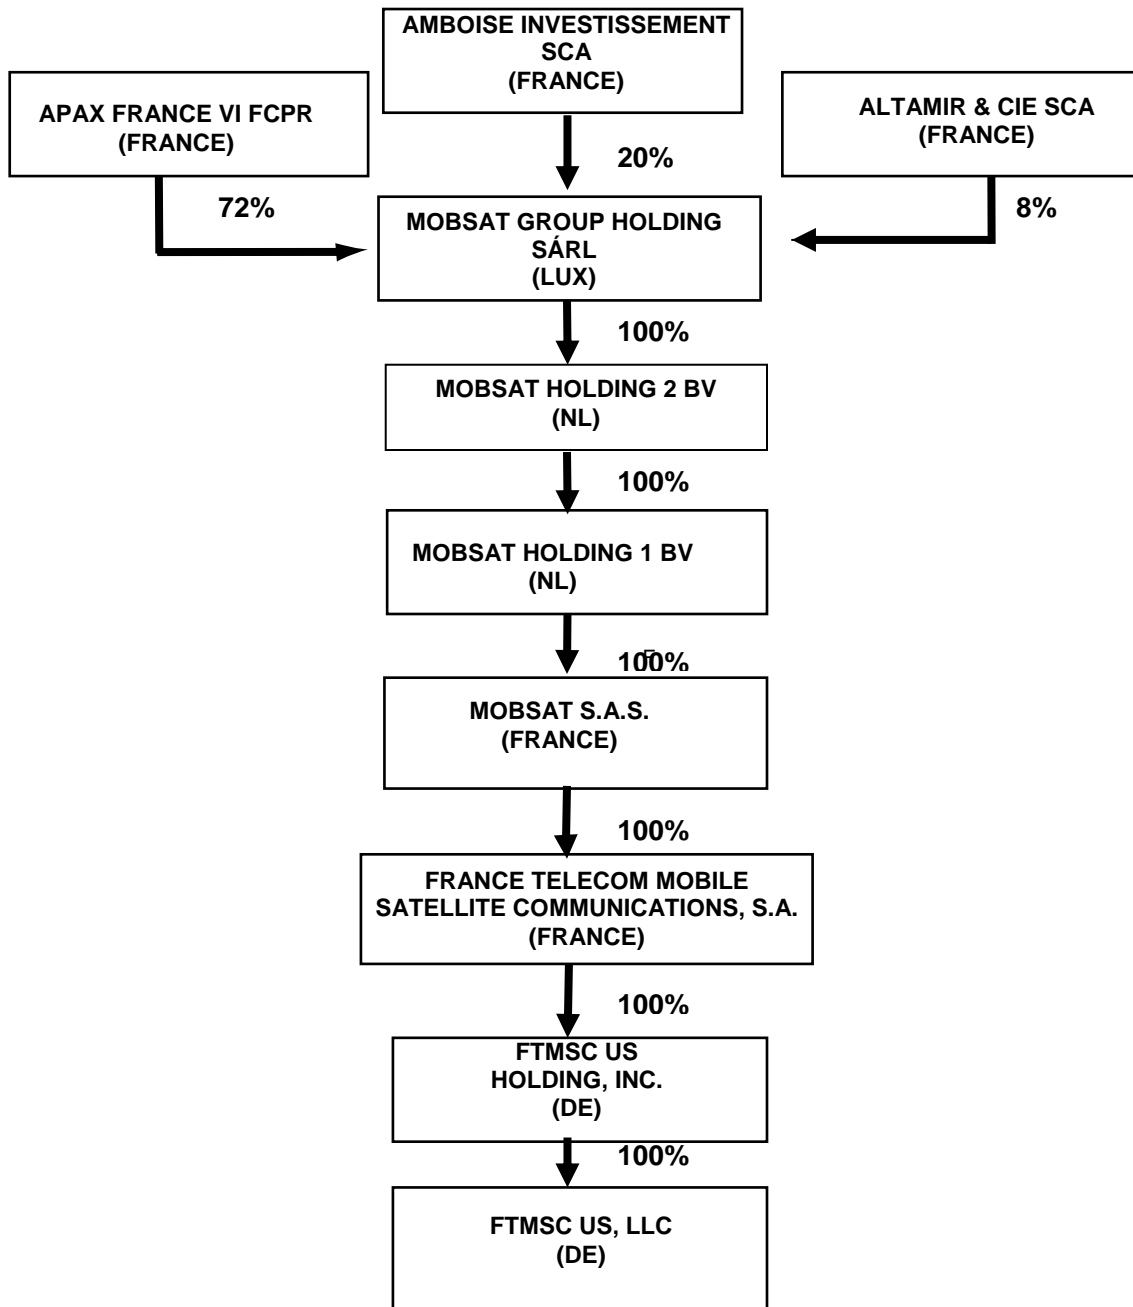 AMBOISE INVESTISSEMENT
SCA
(FRANCE)
APAX FRANCE VI FCPR
(FRANCE)
ALTAMIR & CIE SCA
(FRANCE)
20%
72%
8%
MOBSAT GROUP HOLDING
SÁRL
(LUX)
100%
MOBSAT HOLDING 2 BV
(NL)
100%
MOBSAT HOLDING 1 BV
(NL)
100%
MOBSAT S.A.S.
(FRANCE)
100%
FRANCE TELECOM MOBILE
SATELLITE COMMUNICATIONS, S.A.
(FRANCE)
100%
FTMSC US
HOLDING, INC.
(DE)
100%
FTMSC US, LLC
(DE)